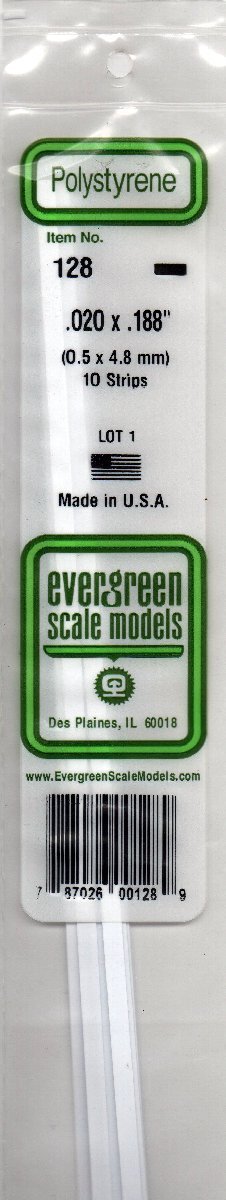 Polystyrene
Item No.
128
.020 x .188"
(0.5 x 4.8 mm)
10 Strips
LOT 1
Made in U.S.A.
evergreen
scale models
Des Plaines, IL 60018
www.EvergreenScaleModels.com
7 87026 00128 9